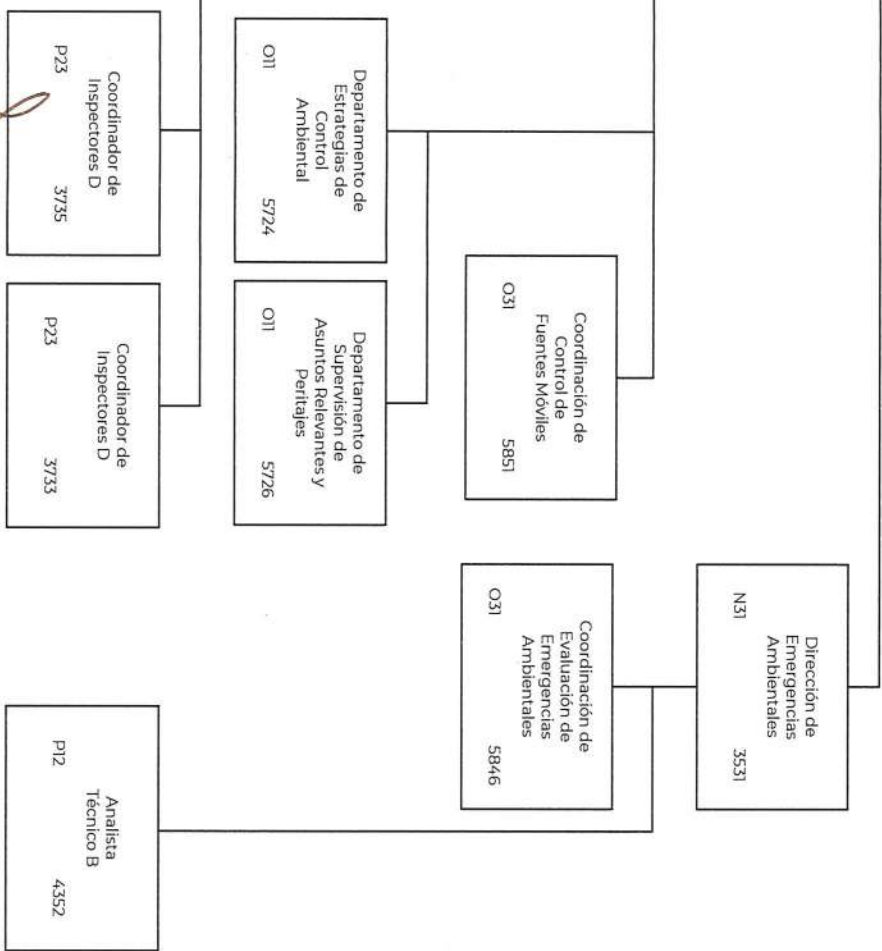 Dirección de
Emergencias
Ambientales
N31 3531
Coordinación de
Control de
Fuentes Móviles
O31 5851
Coordinación de
Evaluación de
Emergencias
Ambientales
O31 5846
Departamento de
Estrategias de
Control
Ambiental
O11 5724
Departamento de
Supervisión de
Asuntos Relevantes y
Peritajes
O11 5726
Coordinador de
Inspectores D
P23 3735
Coordinador de
Inspectores D
P23 3733
Analista
Técnico B
P12 4352